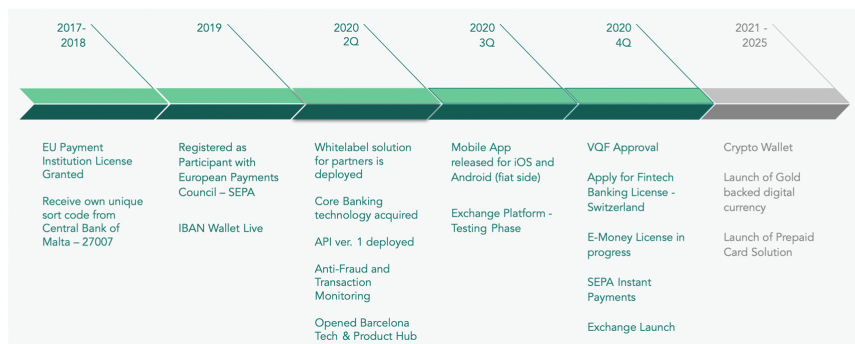 2017-
2018
2019
2020
2Q
2020
3Q
2020
4Q
2021 -
2025
EU Payment
Institution License
Granted
Receive own unique
sort code from
Central Bank of
Malta – 27007
Registered as
Participant with
European Payments
Council – SEPA
IBAN Wallet Live
Whitelabel solution
for partners is
deployed
Core Banking
technology acquired
API ver. 1 deployed
Anti-Fraud and
Transaction
Monitoring
Opened Barcelona
Tech & Product Hub
Mobile App
released for iOS and
Android (fiat side)
Exchange Platform -
Testing Phase
VQF Approval
Apply for Fintech
Banking License -
Switzerland
E-Money License in
progress
SEPA Instant
Payments
Exchange Launch
Crypto Wallet
Launch of Gold
backed digital
currency
Launch of Prepaid
Card Solution